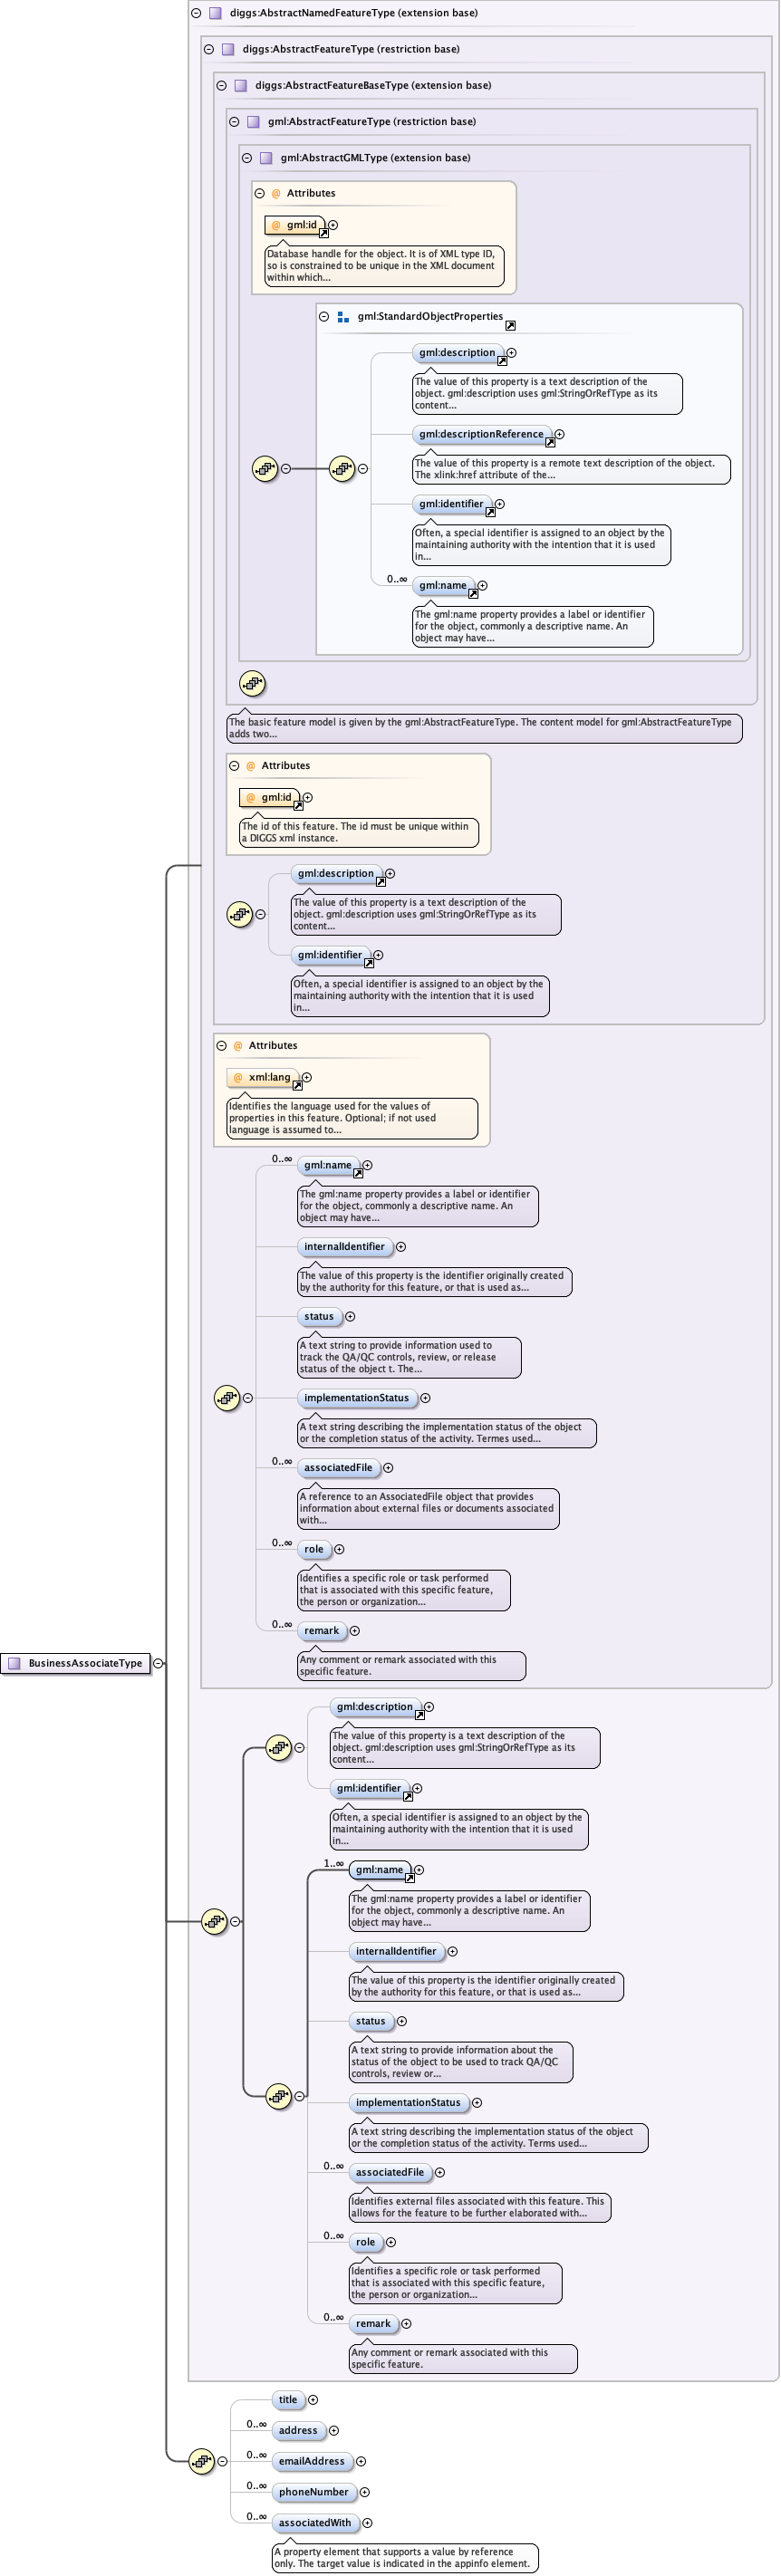 diggs:AbstractNamedFeatureType (extension base)
diggs:AbstractFeatureType (restriction base)
diggs:AbstractFeatureBaseType (extension base)
gml:AbstractFeatureType (restriction base)
gml:AbstractGMLType (extension base)
@ Attributes
@ gml:id
Database handle for the object. It is of XML type ID,
so is constrained to be unique in the XML document
within which...
gml:StandardObjectProperties
gml:description
The value of this property is a text description of the
object. gml:description uses gml:StringOrRefType as its
content...
gml:descriptionReference
The value of this property is a remote text description of the object.
The xlink:href attribute of the...
gml:identifier
Often, a special identifier is assigned to an object by the
maintaining authority with the intention that it is used
in...
0..∞
gml:name
The gml:name property provides a label or identifier
for the object, commonly a descriptive name. An
object may have...
The basic feature model is given by the gml:AbstractFeatureType. The content model for gml:AbstractFeatureType
adds two...
@ Attributes
@ gml:id
The id of this feature. The id must be unique within
a DIGGS xml instance.
gml:description
The value of this property is a text description of the
object. gml:description uses gml:StringOrRefType as its
content...
gml:identifier
Often, a special identifier is assigned to an object by the
maintaining authority with the intention that it is used
in...
@ Attributes
@ xml:lang
Identifies the language used for the values of
properties in this feature. Optional; if not used
language is assumed to...
0..∞
gml:name
The gml:name property provides a label or identifier
for the object, commonly a descriptive name. An
object may have...
internalIdentifier
The value of this property is the identifier originally created
by the authority for this feature, or that is used as...
status
A text string to provide information used to
track the QA/QC controls, review, or release
status of the object t. The...
implementationStatus
A text string describing the implementation status of the object
or the completion status of the activity. Termes used...
0..∞
associatedFile
A reference to an AssociatedFile object that provides
information about external files or documents associated
with...
0..∞
role
Identifies a specific role or task performed
that is associated with this specific feature,
the person or organization...
0..∞
remark
Any comment or remark associated with this
specific feature.
BusinessAssociateType
gml:description
The value of this property is a text description of the
object. gml:description uses gml:StringOrRefType as its
content...
gml:identifier
Often, a special identifier is assigned to an object by the
maintaining authority with the intention that it is used
in...
1..∞
gml:name
The gml:name property provides a label or identifier
for the object, commonly a descriptive name. An
object may have...
internalIdentifier
The value of this property is the identifier originally created
by the authority for this feature, or that is used as...
status
A text string to provide information about the
status of the object to be used to track QA/QC
controls, review or...
implementationStatus
A text string describing the implementation status of the object
or the completion status of the activity. Terms used...
0..∞
associatedFile
Identifies external files associated with this feature. This
allows for the feature to be further elaborated with...
0..∞
role
Identifies a specific role or task performed
that is associated with this specific feature,
the person or organization...
0..∞
remark
Any comment or remark associated with this
specific feature.
title
0..∞
address
0..∞
emailAddress
0..∞
phoneNumber
0..∞
associatedWith
A property element that supports a value by reference
only. The target value is indicated in the appinfo element.